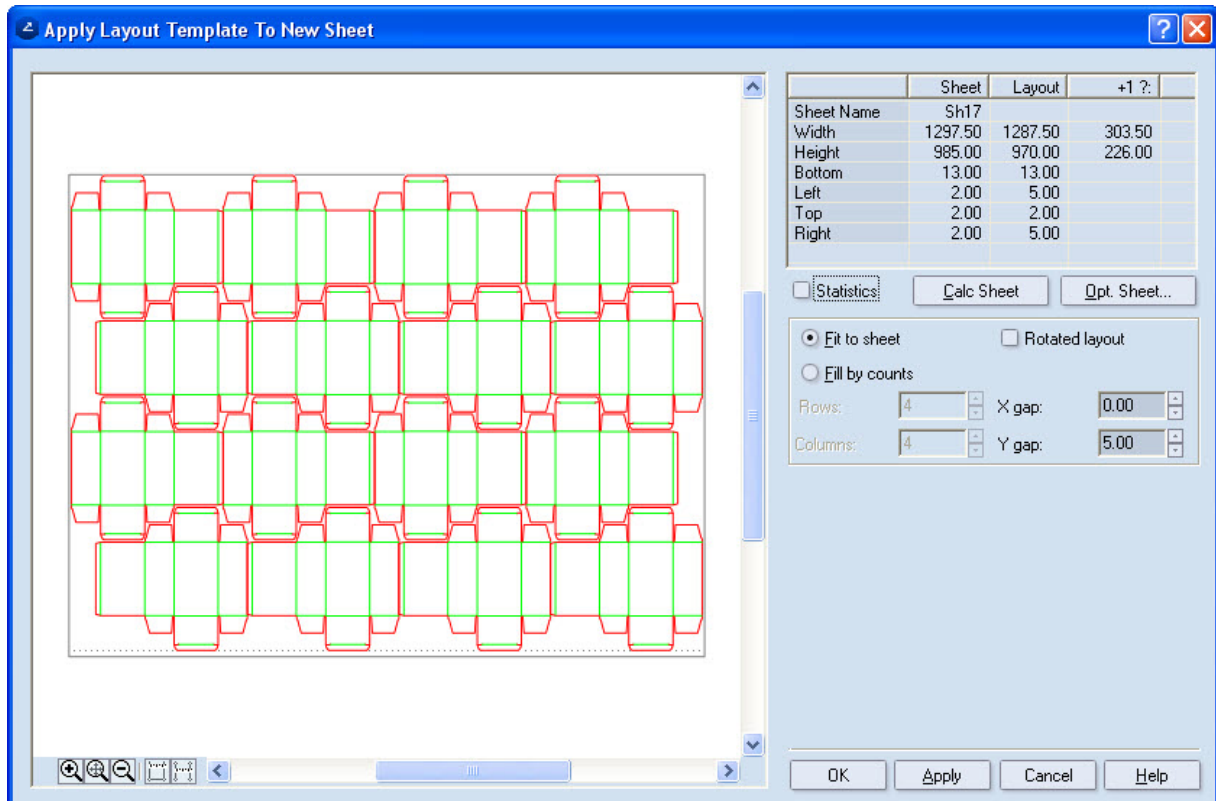 Apply Layout Template To New Sheet
Sheet Layout +1 ?:
Sheet Name Sh17
Width 1297.50 1287.50 303.50
Height 985.00 970.00 226.00
Bottom 13.00 13.00
Left 2.00 5.00
Top 2.00 2.00
Right 2.00 5.00
Statistics Calc Sheet Opt. Sheet...
Fit to sheet Rotated layout
Fill by counts
Rows: 4 X gap: 0.00
Columns: 4 Y gap: 5.00
OK Apply Cancel Help